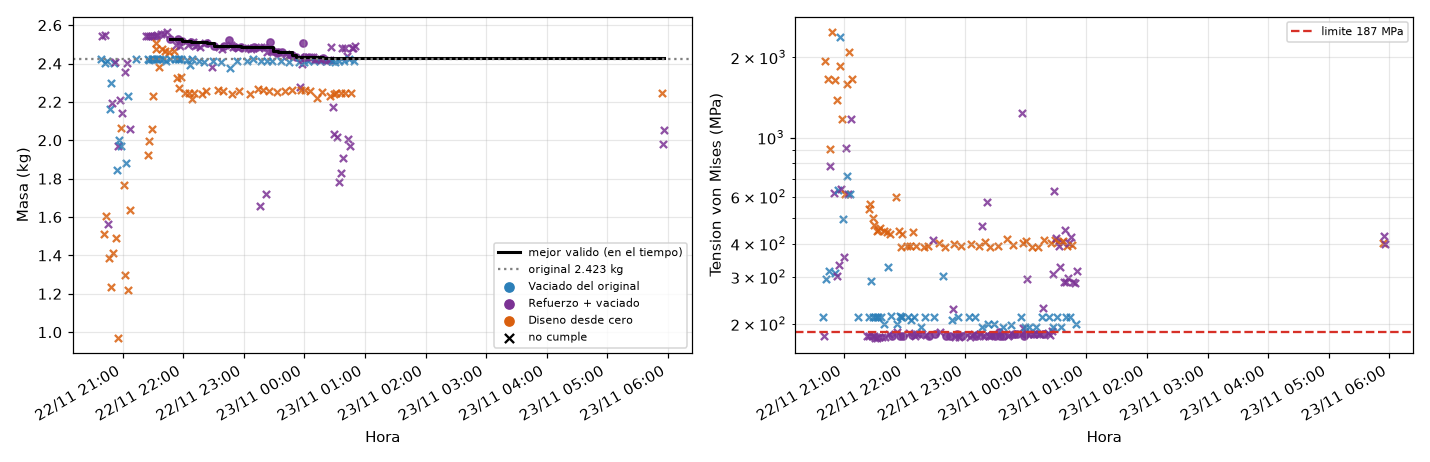 2.6
2.4
2.2
2.0
1.8
1.6
1.4
1.2
1.0
Masa (kg)
mejor valido (en el tiempo)
original 2.423 kg
Vaciado del original
Refuerzo + vaciado
Diseno desde cero
no cumple
22/11 21:00
22/11 22:00
22/11 23:00
23/11 00:00
23/11 01:00
23/11 02:00
23/11 03:00
23/11 04:00
23/11 05:00
23/11 06:00
Hora
limite 187 MPa
2 × 10³
10³
6 × 10²
4 × 10²
3 × 10²
2 × 10²
Tension von Mises (MPa)
22/11 21:00
22/11 22:00
22/11 23:00
23/11 00:00
23/11 01:00
23/11 02:00
23/11 03:00
23/11 04:00
23/11 05:00
23/11 06:00
Hora